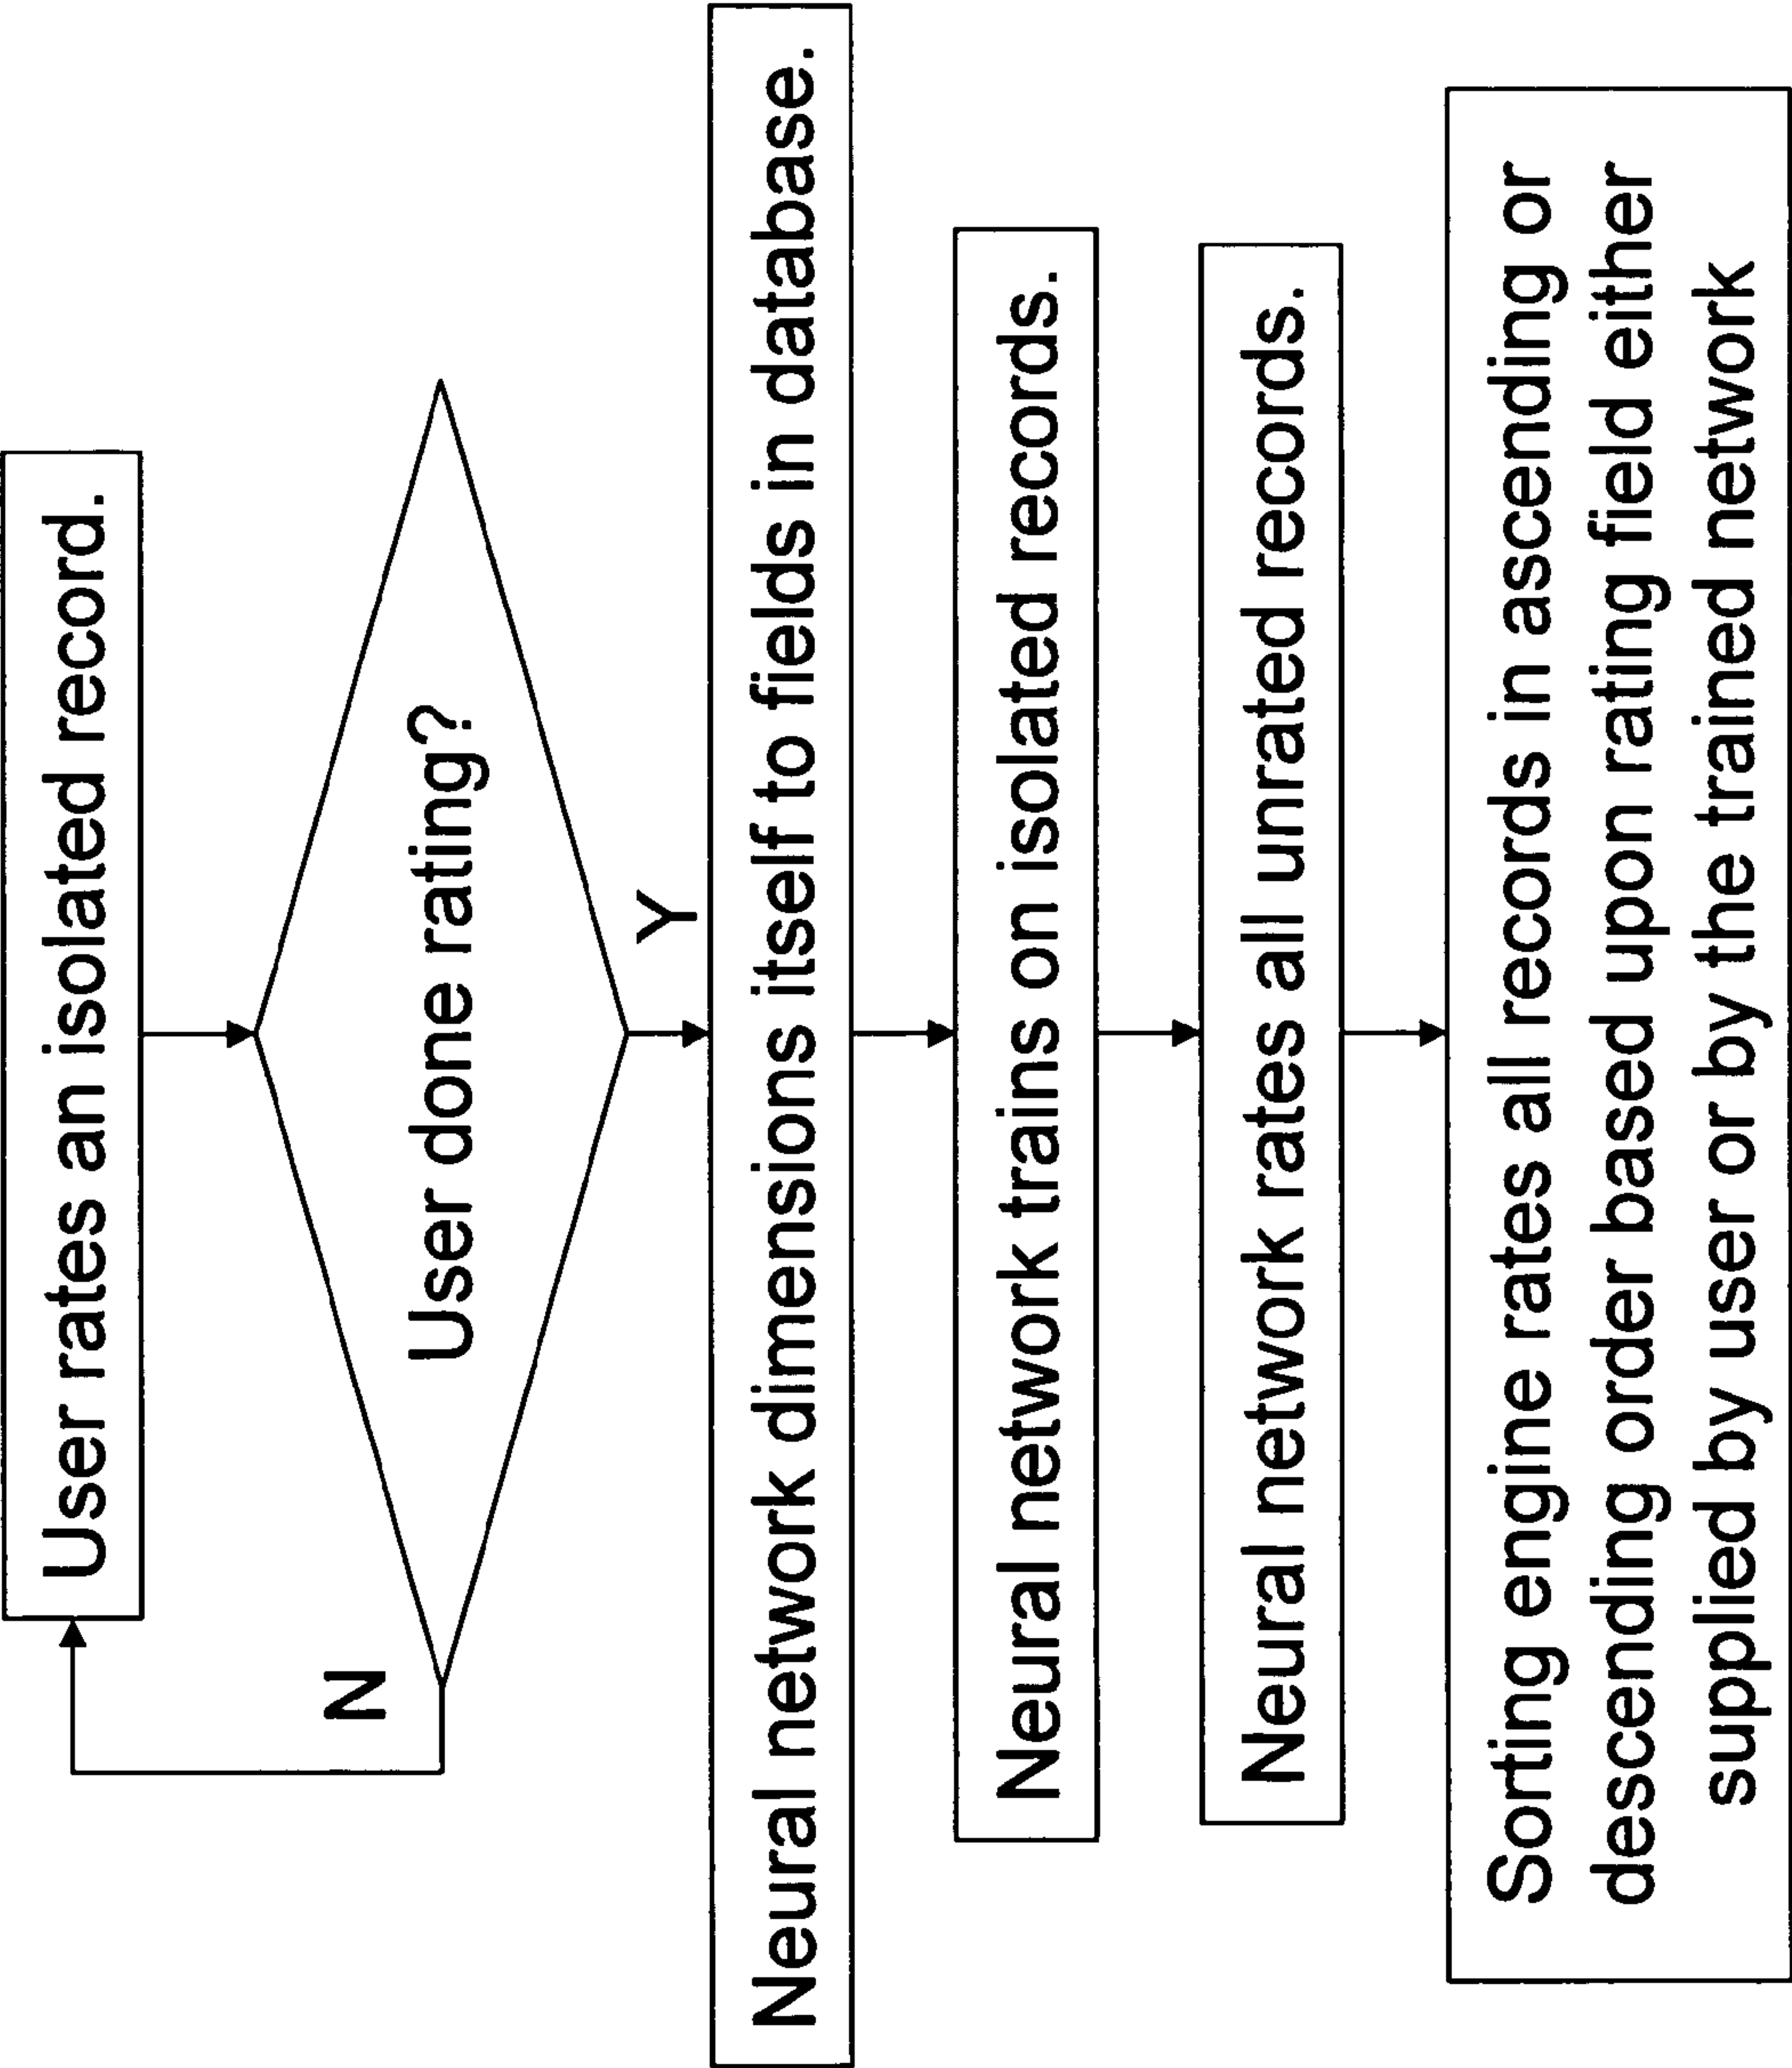 User rates an isolated record.
User done rating?
N
Y
Neural network dimensions itself to fields in database.
Neural network trains on isolated records.
Neural network rates all unrated records.
Sorting engine rates all records in ascending or
descending order based upon rating field either
supplied by user or by the trained network